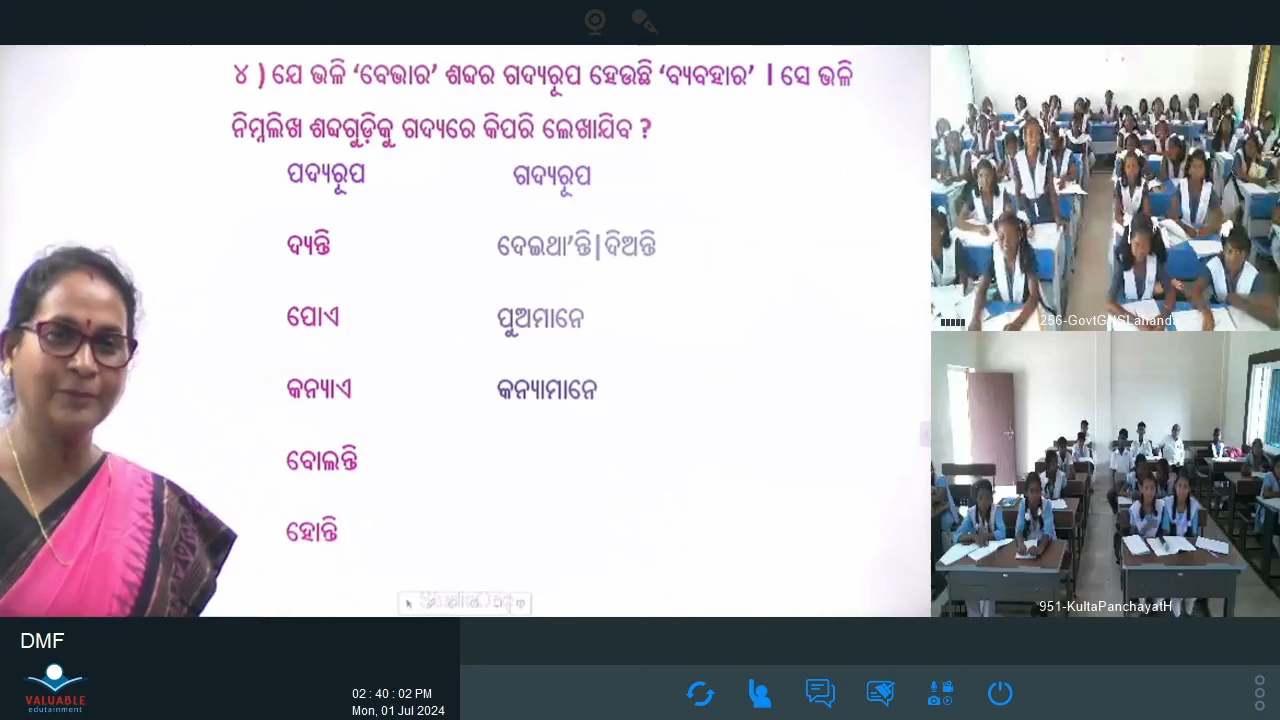 ୪ ) ଯେ ଭଳି ‘ବେଭାର’ ଶବ୍ଦର ଗଦ୍ୟରୂପ ହେଉଛି ‘ବ୍ୟବହାର’ । ସେ ଭଳି
ନିମ୍ନଲିଖ ଶବ୍ଦଗୁଡ଼ିକୁ ଗଦ୍ୟରେ କିପରି ଲେଖାଯିବ ?
ପଦ୍ୟରୂପ ଗଦ୍ୟରୂପ
ଦ୍ୟନ୍ତି ଦେଇଥା’ନ୍ତି|ଦିଅନ୍ତି
ପୋଏ ପୁଅମାନେ
କନ୍ୟାଏ କନ୍ୟାମାନେ
ବୋଲନ୍ତି
ହୋନ୍ତି
256-GovtGHSLahanda
951-KultaPanchayatH
DMF
VALUABLE
edutainment
02 : 40 : 02 PM
Mon, 01 Jul 2024